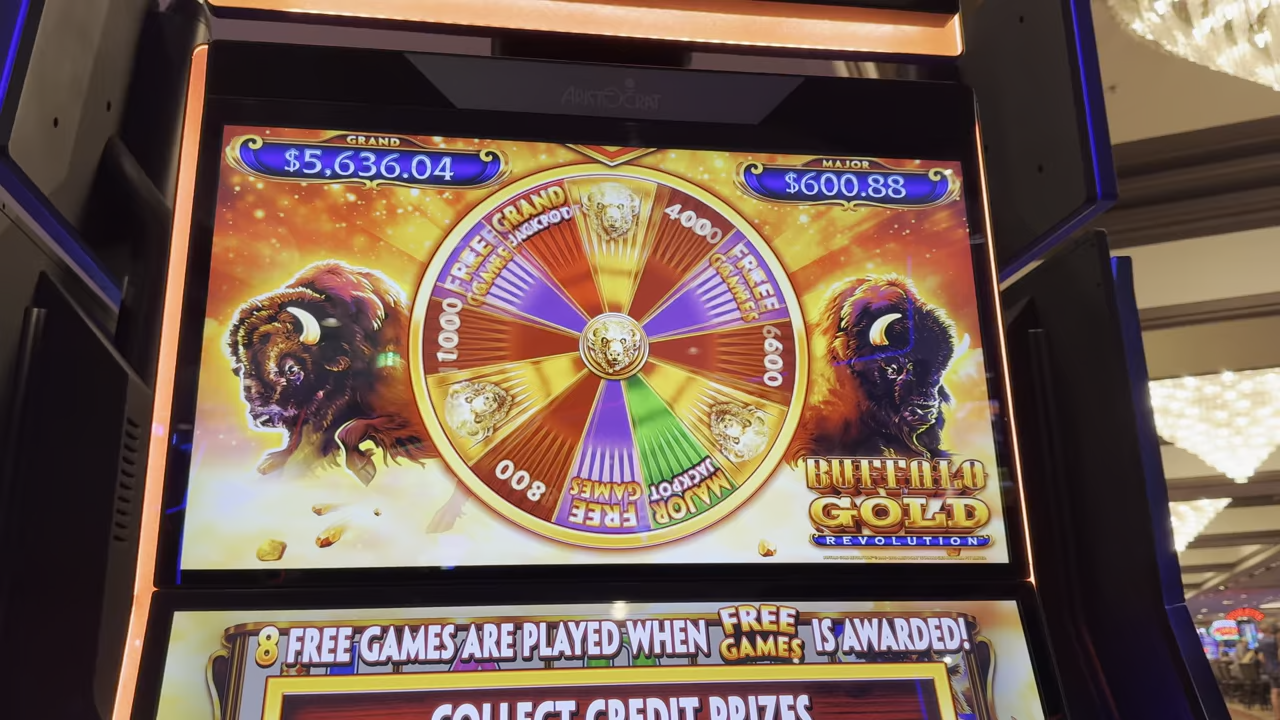 ARISTOCRAT
GRAND
$5,636.04
MAJOR
$600.88
GRAND
JACKPOT
4000
FREE
GAMES
6600
MAJOR
JACKPOT
FREE
GAMES
800
1000
FREE
GAMES
BUFFALO
GOLD
REVOLUTION
8 FREE GAMES ARE PLAYED WHEN FREE GAMES IS AWARDED!
COLLECT CREDIT PRIZES